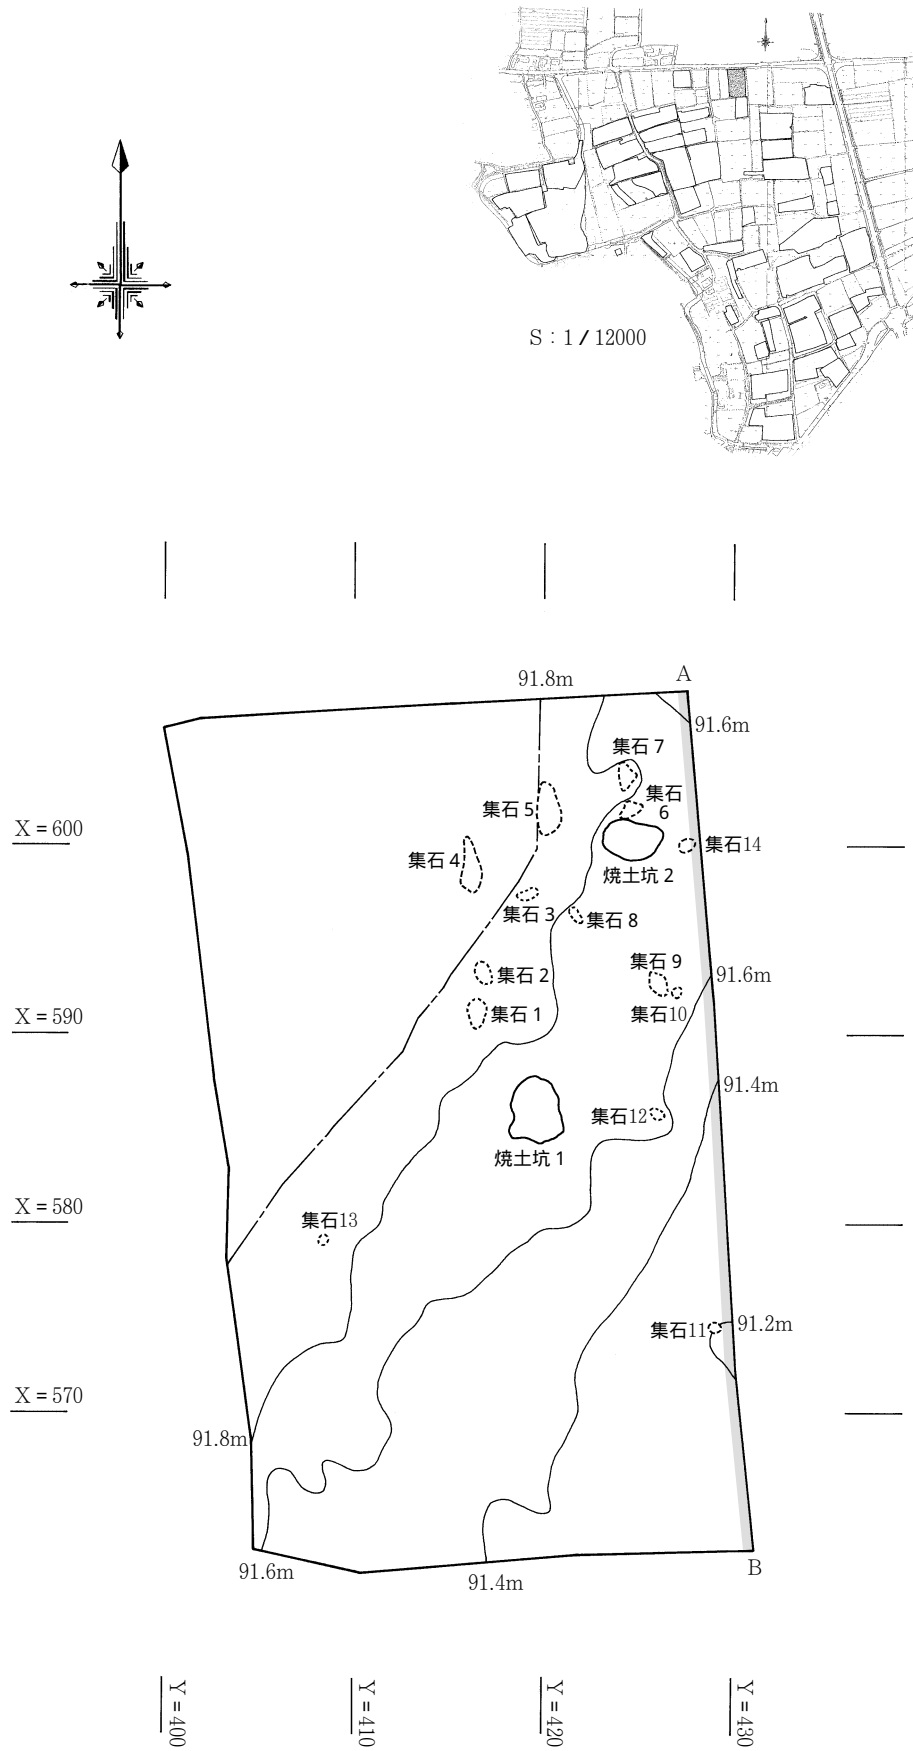 S : 1 / 12000
91.8m
A
91.6m
集石 7
集石
6
集石 5
X = 600
集石14
集石 4
焼土坑 2
集石 3
集石 8
集石 9
集石 2
91.6m
集石 1
集石10
X = 590
91.4m
集石12
焼土坑 1
X = 580
集石13
集石11
91.2m
X = 570
91.8m
91.6m
91.4m
B
Y = 400
Y = 410
Y = 420
Y = 430